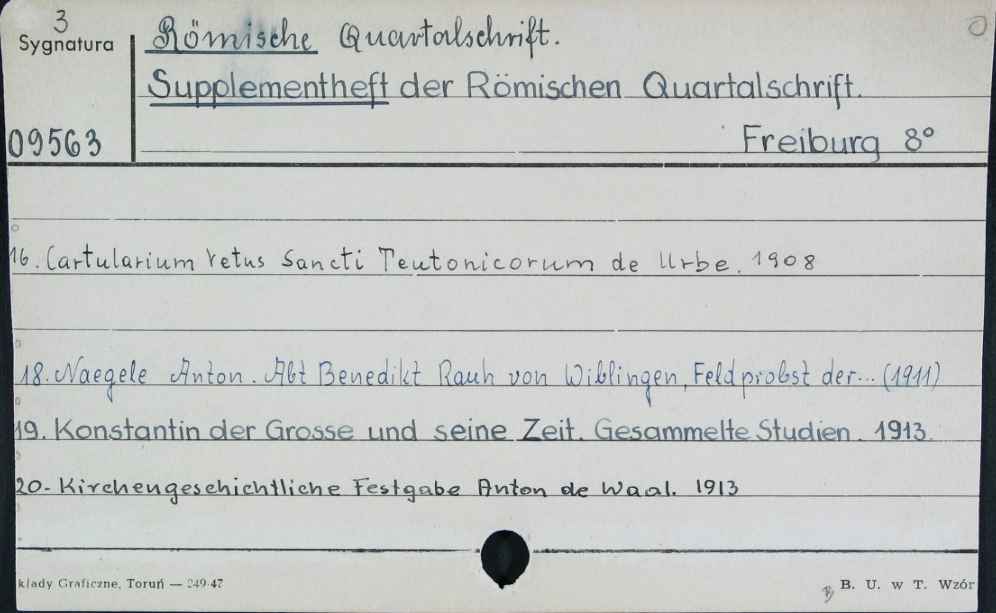 3
Sygnatura
Römische Quartalschrift.
Supplementheft der Römischen Quartalschrift.
09563
Freiburg 8°
16. Cartularium Vetus Sancti Teutonicorum de Urbe. 1908
18. Naegele Anton. Abt Benedikt Rauh von Wiblingen, Feldprobst der... (1911)
19. Konstantin der Grosse und seine Zeit. Gesammelte Studien. 1913.
20. Kirchengeschichtliche Festgabe Anton de Waal. 1913
kłady Graficzne, Toruń — 249-47
B. U. w T. Wzór